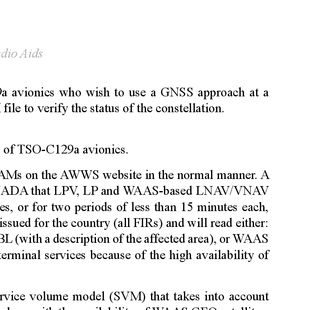 dio Aids
a avionics who wish to use a GNSS approach at a
file to verify the status of the constellation.
of TSO-C129a avionics.
AMs on the AWWS website in the normal manner. A
ADA that LPV, LP and WAAS-based LNAV/VNAV
es, or for two periods of less than 15 minutes each,
issued for the country (all FIRs) and will read either:
BL (with a description of the affected area), or WAAS
erminal services because of the high availability of
rvice volume model (SVM) that takes into account